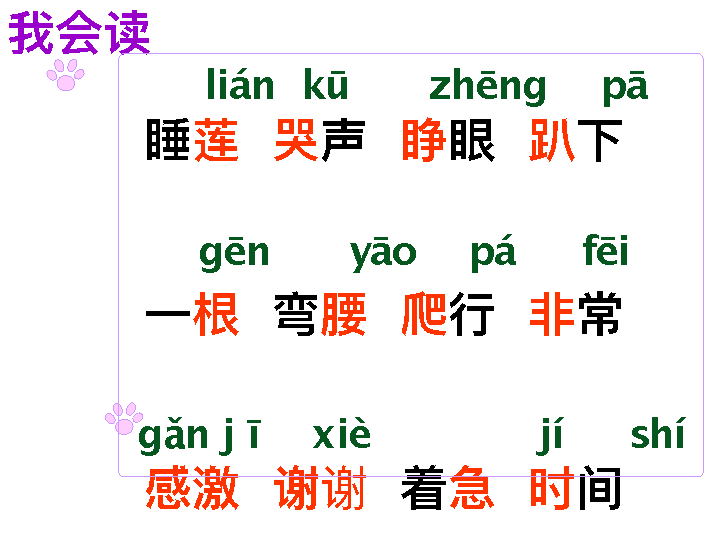 我会读
lián kū zhēng pā
睡莲 哭声 睁眼 趴下
gēn yāo pá fēi
一根 弯腰 爬行 非常
gǎn j ī xiè jí shí
感激 谢谢 着急 时间